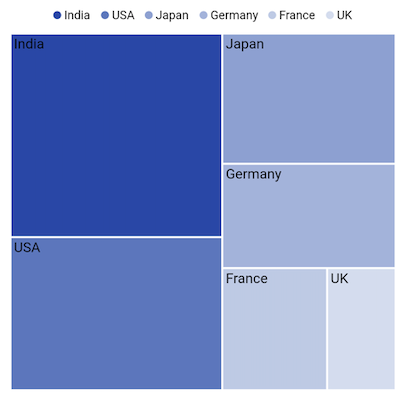 India USA Japan Germany France UK
India
Japan
Germany
USA
France
UK